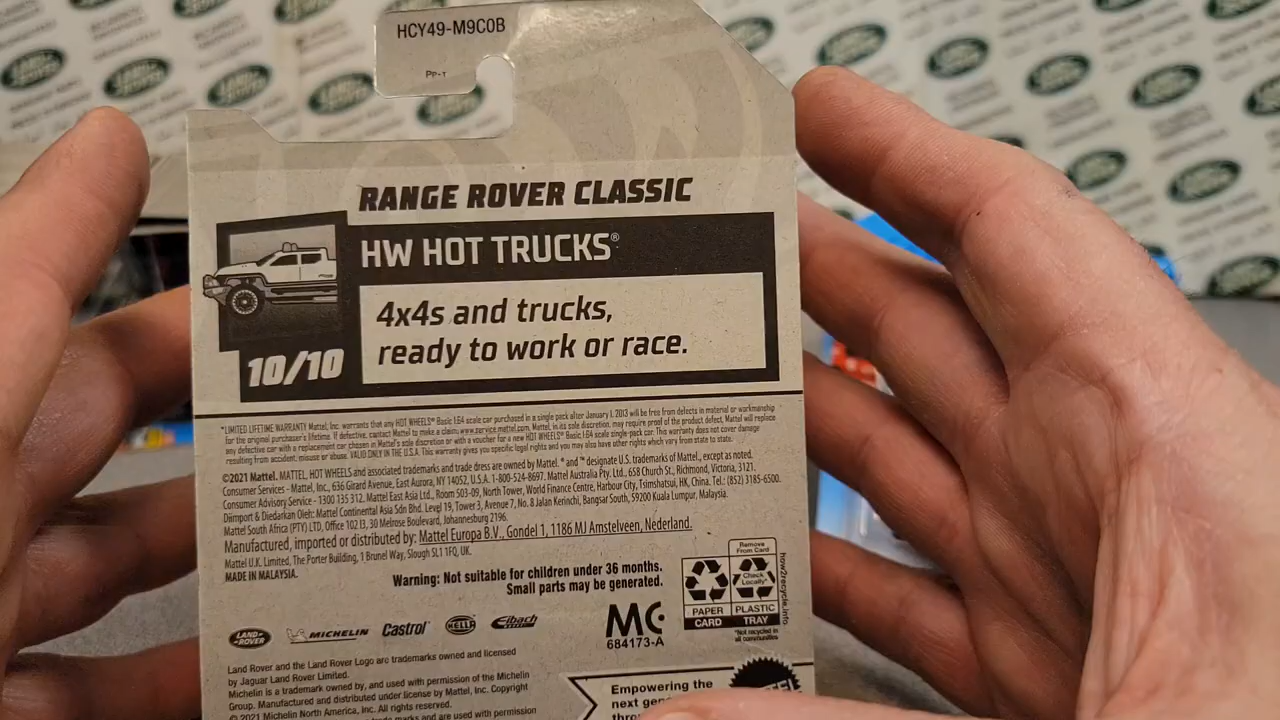 HCY49-M9C0B
PP-T
RANGE ROVER CLASSIC
HW HOT TRUCKS®
4x4s and trucks,
ready to work or race.
10/10
*LIMITED LIFETIME WARRANTY Mattel, Inc. warrants that any HOT WHEELS® Basic 1:64 scale car purchased in a single pack after January 1, 2013 will be free from defects in material or workmanship
for the original purchaser's lifetime. If defective, contact Mattel to make a claim: www.service.mattel.com. Mattel, in its sole discretion, may require proof of the product defect. Mattel will replace
any defective car with a replacement car chosen in Mattel's sole discretion or with a voucher for a new HOT WHEELS® Basic 1:64 scale single-pack car. This warranty does not cover damage
resulting from accident, misuse or abuse. VALID ONLY IN THE U.S.A. This warranty gives you specific legal rights and you may also have other rights which vary from state to state.
©2021 Mattel. MATTEL, HOT WHEELS and associated trademarks and trade dress are owned by Mattel. ® and ™ designate U.S. trademarks of Mattel, except as noted.
Consumer Services - Mattel, Inc., 636 Girard Avenue, East Aurora, NY 14052, U.S.A. 1-800-524-8697. Mattel Australia Pty. Ltd., 658 Church St., Richmond, Victoria, 3121.
Consumer Advisory Service - 1300 135 312. Mattel East Asia Ltd., Room 503-09, North Tower, World Finance Centre, Harbour City, Tsimshatsui, HK, China. Tel.: (852) 3185-6500.
Diimport & Diedarkan Oleh: Mattel Continental Asia Sdn Bhd. Level 19, Tower 3, Avenue 7, No. 8 Jalan Kerinchi, Bangsar South, 59200 Kuala Lumpur, Malaysia.
Mattel South Africa (PTY) LTD, Office 102 I3, 30 Melrose Boulevard, Johannesburg 2196.
Manufactured, imported or distributed by: Mattel Europa B.V., Gondel 1, 1186 MJ Amstelveen, Nederland.
Mattel U.K. Limited, The Porter Building, 1 Brunel Way, Slough SL1 1FQ, UK.
MADE IN MALAYSIA.
Warning: Not suitable for children under 36 months.
Small parts may be generated.
Remove
From Card
Check
Locally*
PAPER
CARD
PLASTIC
TRAY
*Not recycled in
all communities
how2recycle.info
LAND-
ROVER
MICHELIN
Castrol
HELLA
Eibach
MC
684173-A
Land Rover and the Land Rover Logo are trademarks owned and licensed
by Jaguar Land Rover Limited.
Michelin is a trademark owned by, and used with permission of the Michelin
Group. Manufactured and distributed under license by Mattel, Inc. Copyright
© 2021 Michelin North America, Inc. All rights reserved.
Empowering the